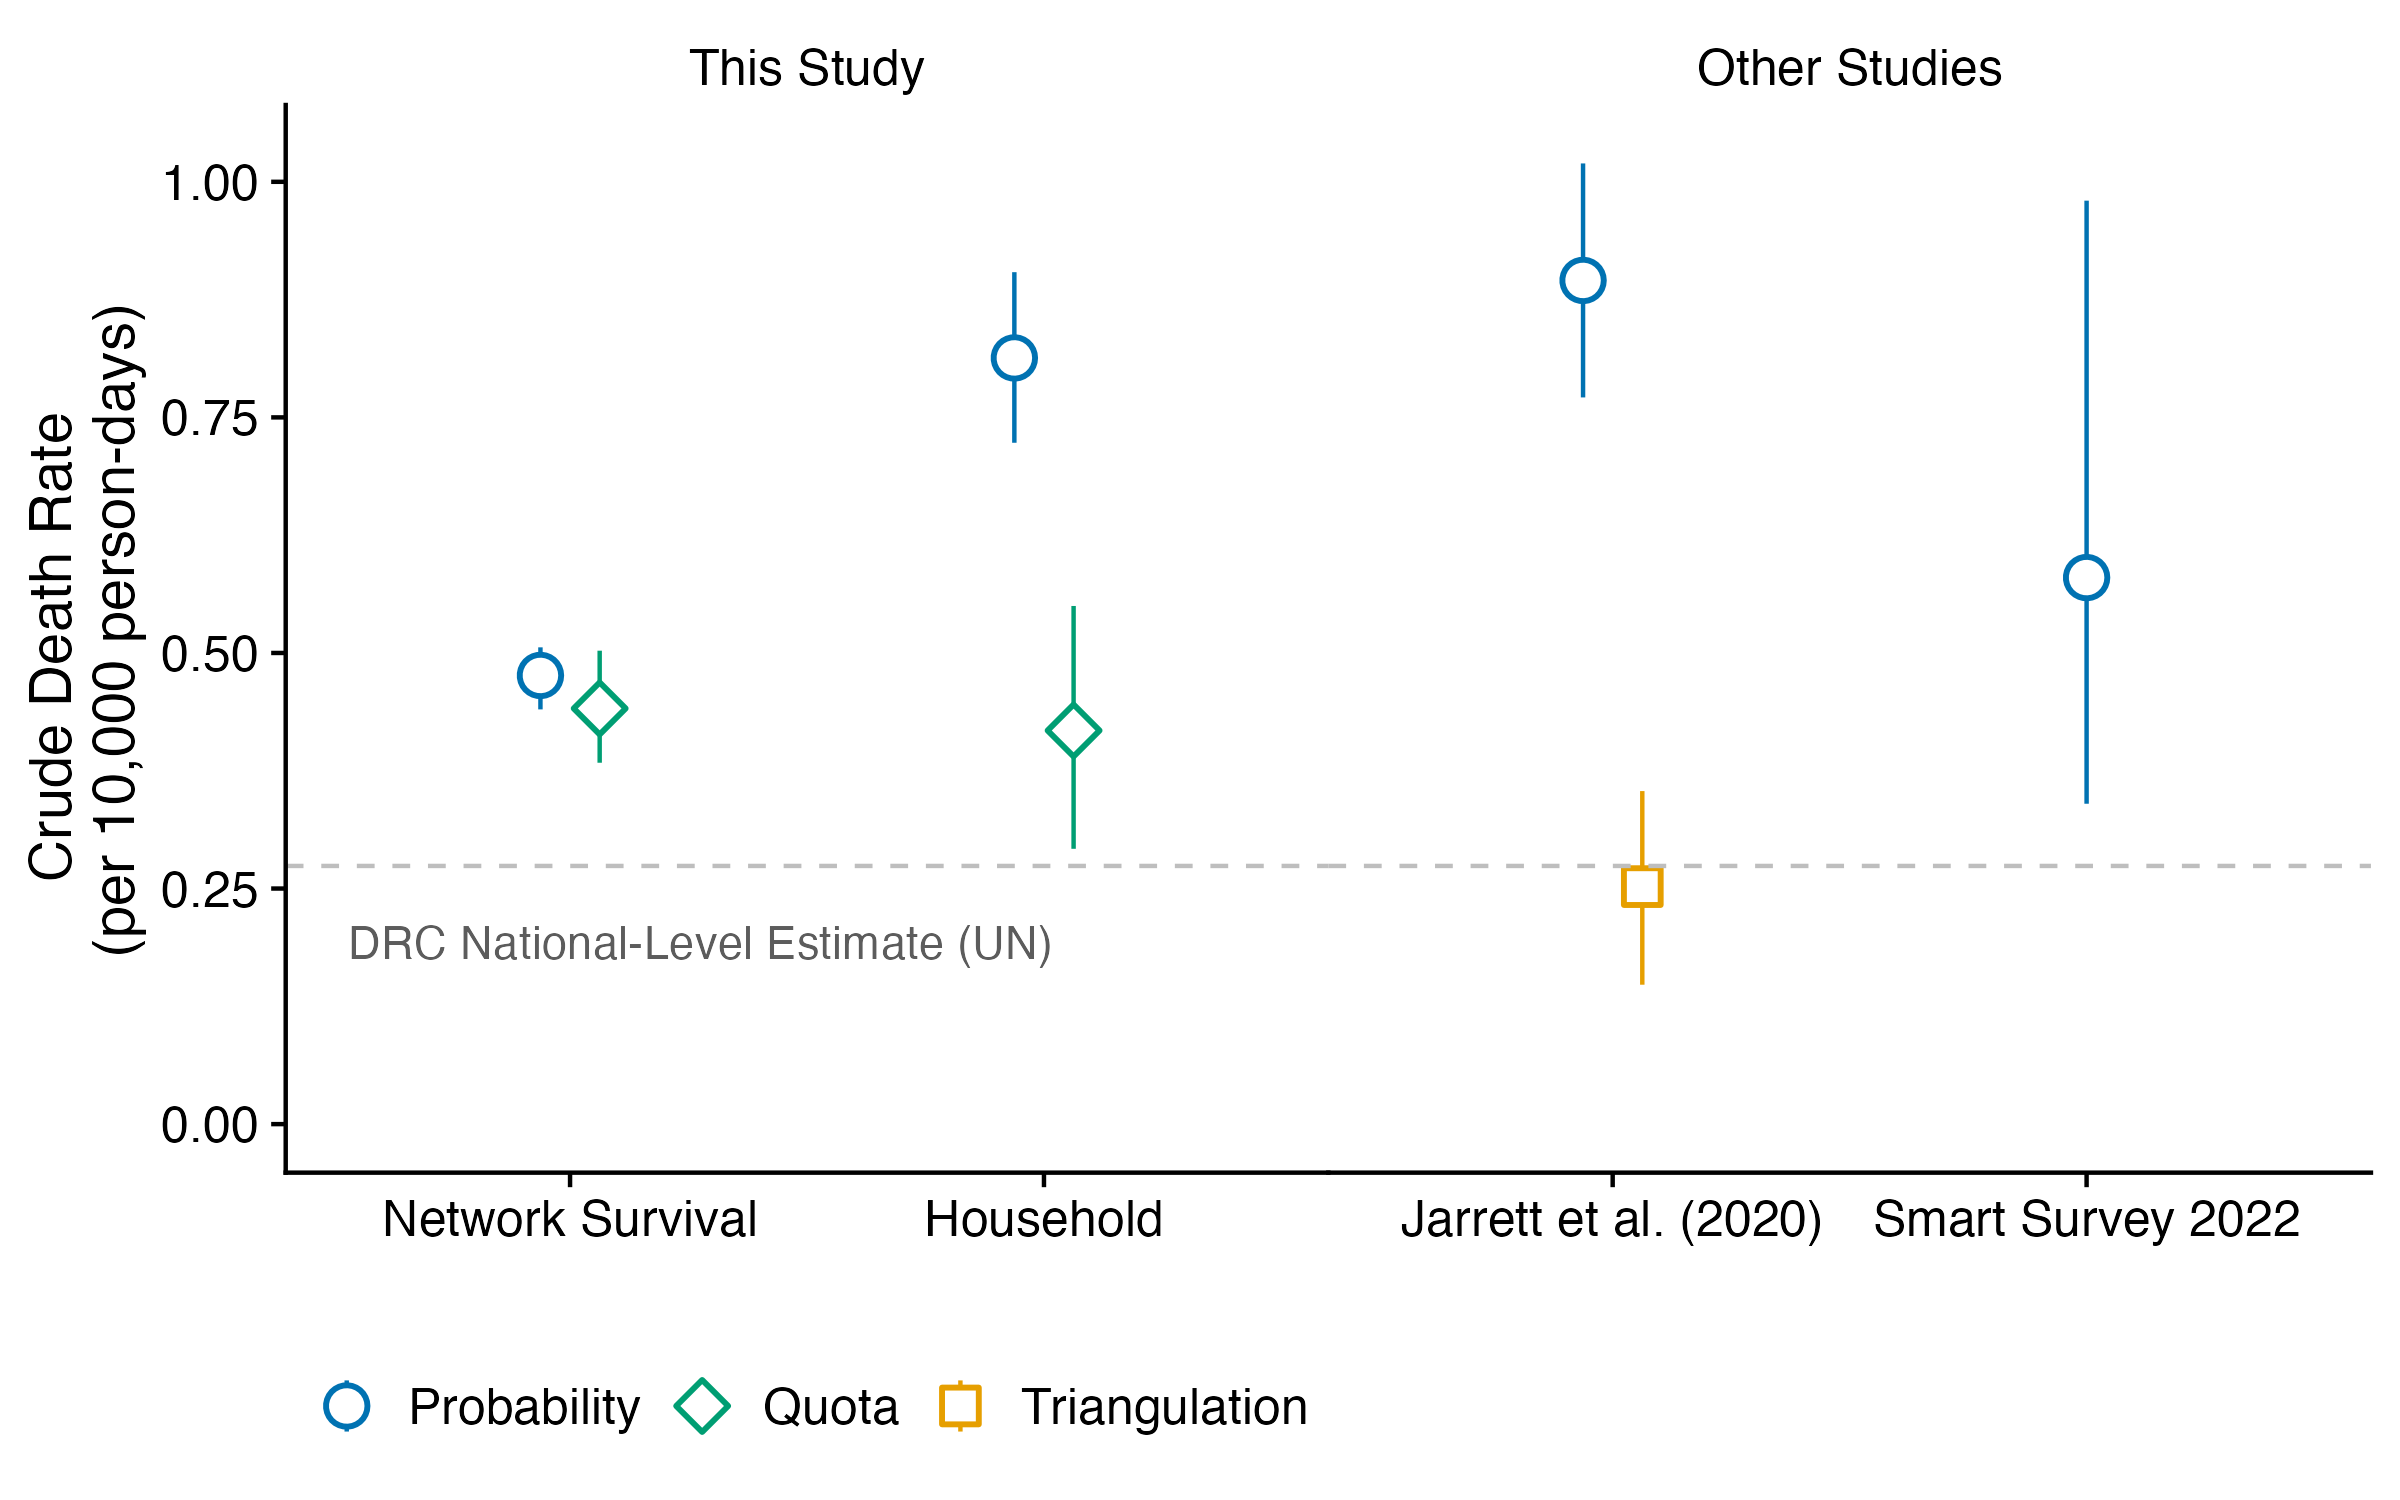 This Study
Other Studies
Crude Death Rate
(per 10,000 person-days)
1.00
0.75
0.50
0.25
0.00
DRC National-Level Estimate (UN)
Network Survival
Household
Jarrett et al. (2020)
Smart Survey 2022
Probability
Quota
Triangulation